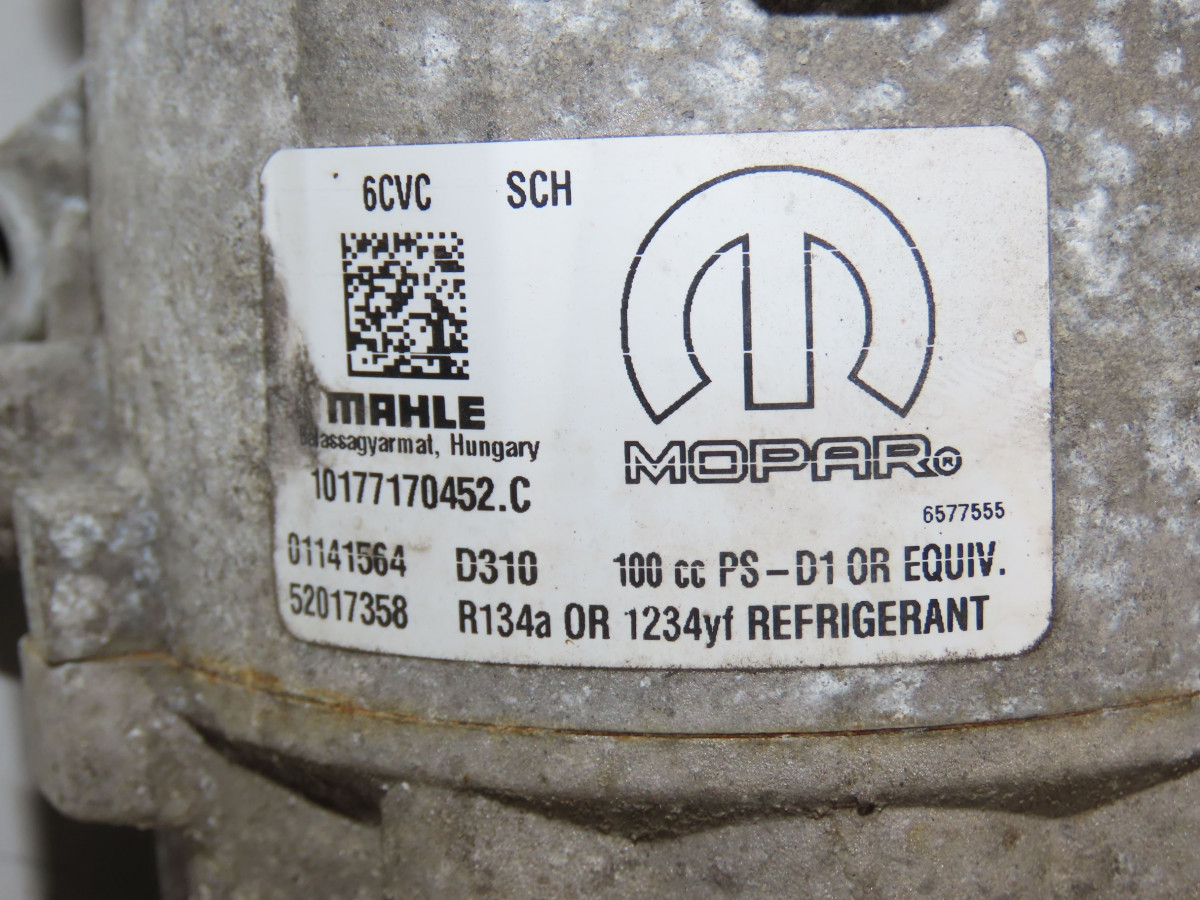 6CVC SCH
MAHLE
Balassagyarmat, Hungary
MOPAR®
10177170452.C
6577555
01141564 D310 100 cc PS-D1 OR EQUIV.
52017358 R134a OR 1234yf REFRIGERANT